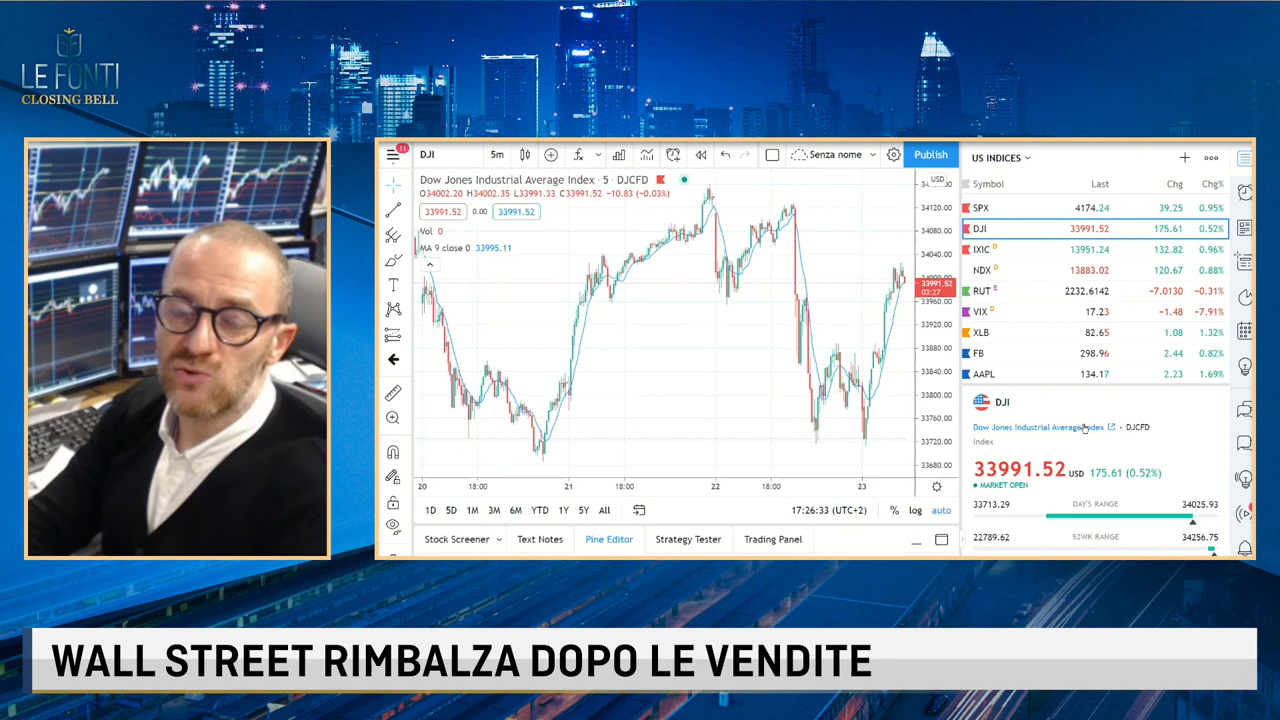 LE FONTI
CLOSING BELL
11
DJI
5m
Senza nome
Publish
Dow Jones Industrial Average Index · 5 · DJCFD
O34002.20 H34002.35 L33991.33 C33991.52 −10.83 (−0.03%)
33991.52 0.00 33991.52
Vol 0
MA 9 close 0 33995.11
USD
34120.00
34080.00
34040.00
33991.52
03:27
33960.00
33920.00
33880.00
33840.00
33800.00
33760.00
33720.00
33680.00
20 18:00 21 18:00 22 18:00 23
1D 5D 1M 3M 6M YTD 1Y 5Y All
17:26:33 (UTC+2) % log auto
Stock Screener Text Notes Pine Editor Strategy Tester Trading Panel
US INDICES
Symbol Last Chg Chg%
SPX 4174.24 39.25 0.95%
DJI 33991.52 175.61 0.52%
IXIC D 13951.24 132.82 0.96%
NDX D 13883.02 120.67 0.88%
RUT E 2232.6142 −7.0130 −0.31%
VIX D 17.23 −1.48 −7.91%
XLB 82.65 1.08 1.32%
FB 298.96 2.44 0.82%
AAPL 134.17 2.23 1.69%
DJI
Dow Jones Industrial Average Index · DJCFD
Index
33991.52 USD 175.61 (0.52%)
MARKET OPEN
33713.29 DAY'S RANGE 34025.93
22789.62 52WK RANGE 34256.75
WALL STREET RIMBALZA DOPO LE VENDITE